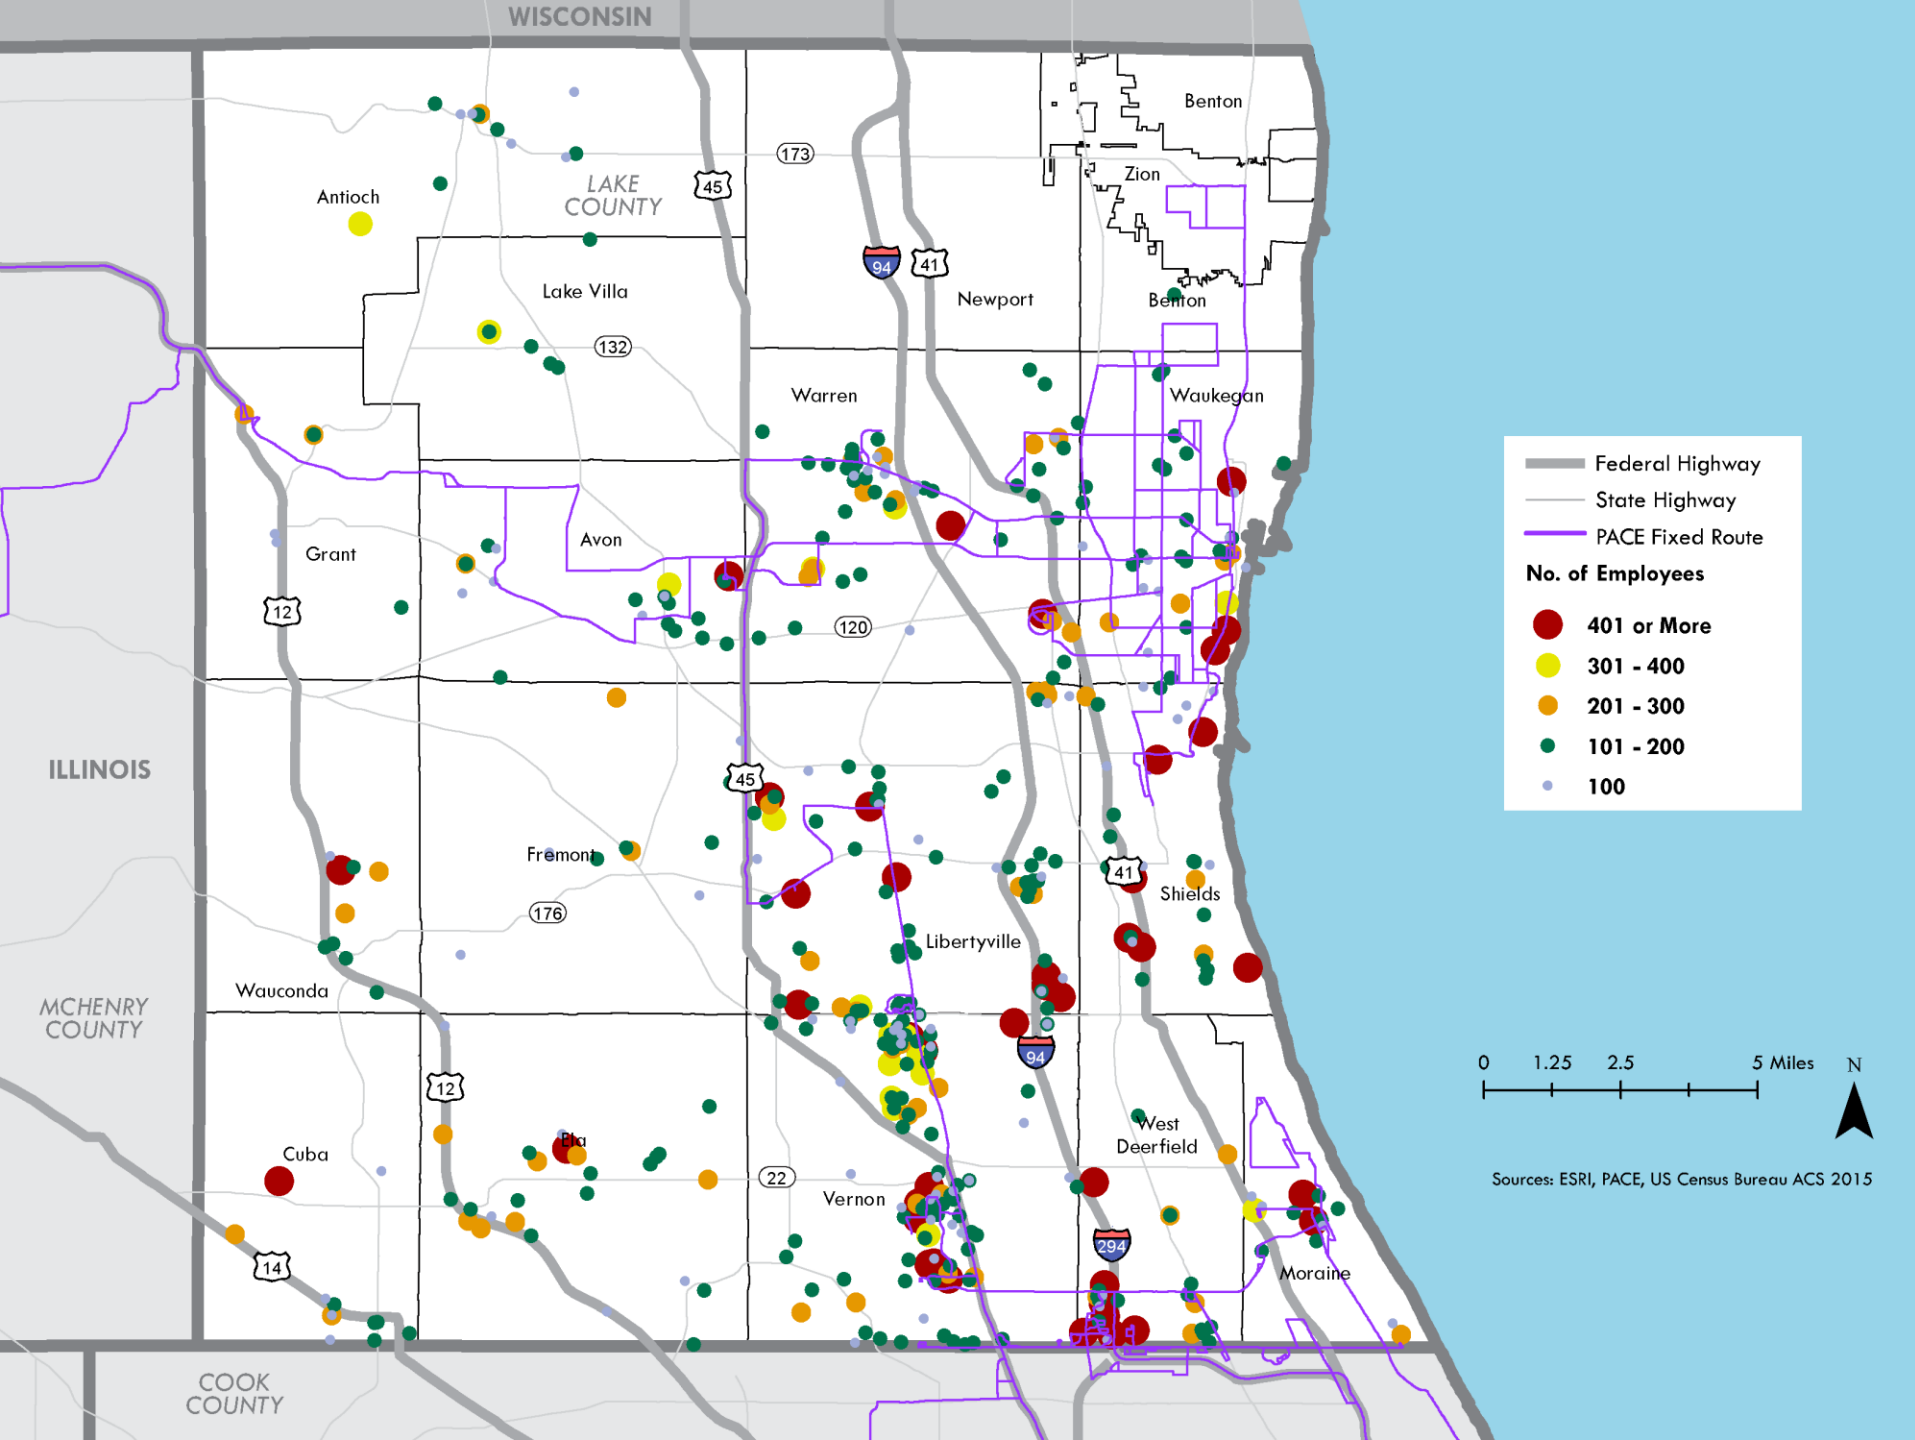 WISCONSIN
Benton
173
Zion
45
LAKE
COUNTY
Antioch
94
41
Lake Villa
Newport
Benton
132
Warren
Waukegan
Federal Highway
State Highway
PACE Fixed Route
No. of Employees
401 or More
301 - 400
201 - 300
101 - 200
100
Grant
Avon
12
120
ILLINOIS
45
Fremont
41
Shields
176
Libertyville
Wauconda
MCHENRY
COUNTY
94
0 1.25 2.5 5 Miles
N
12
West
Deerfield
Ela
Cuba
22
Vernon
Sources: ESRI, PACE, US Census Bureau ACS 2015
294
14
Moraine
COOK
COUNTY